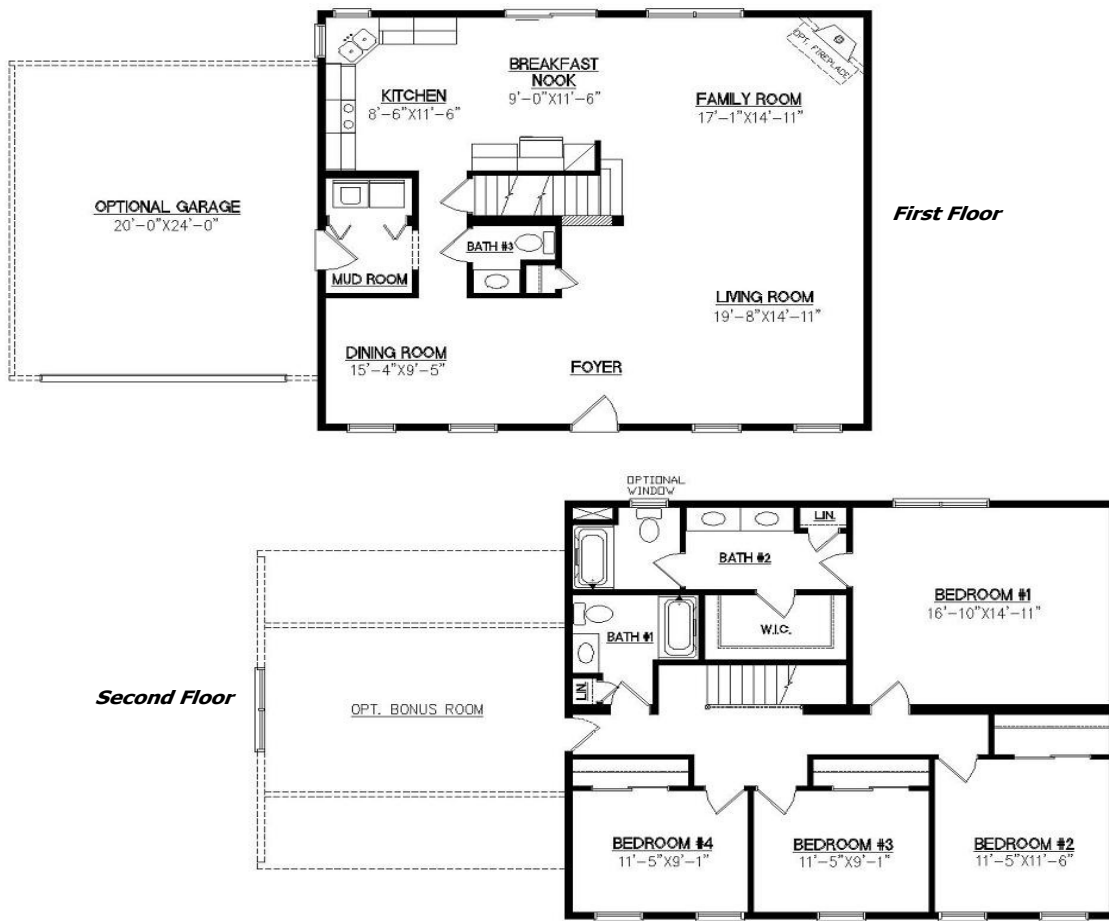 BREAKFAST
NOOK
9'-0"X11'-6"
KITCHEN
8'-6"X11'-6"
FAMILY ROOM
17'-1"X14'-11"
OPT. FIREPLACE
OPTIONAL GARAGE
20'-0"X24'-0"
First Floor
BATH #3
MUD ROOM
LIVING ROOM
19'-8"X14'-11"
DINING ROOM
15'-4"X9'-5"
FOYER
OPTIONAL
WINDOW
LIN.
BATH #2
BEDROOM #1
16'-10"X14'-11"
W.I.C.
BATH #1
LIN.
Second Floor
OPT. BONUS ROOM
BEDROOM #4
11'-5"X9'-1"
BEDROOM #3
11'-5"X9'-1"
BEDROOM #2
11'-5"X11'-6"